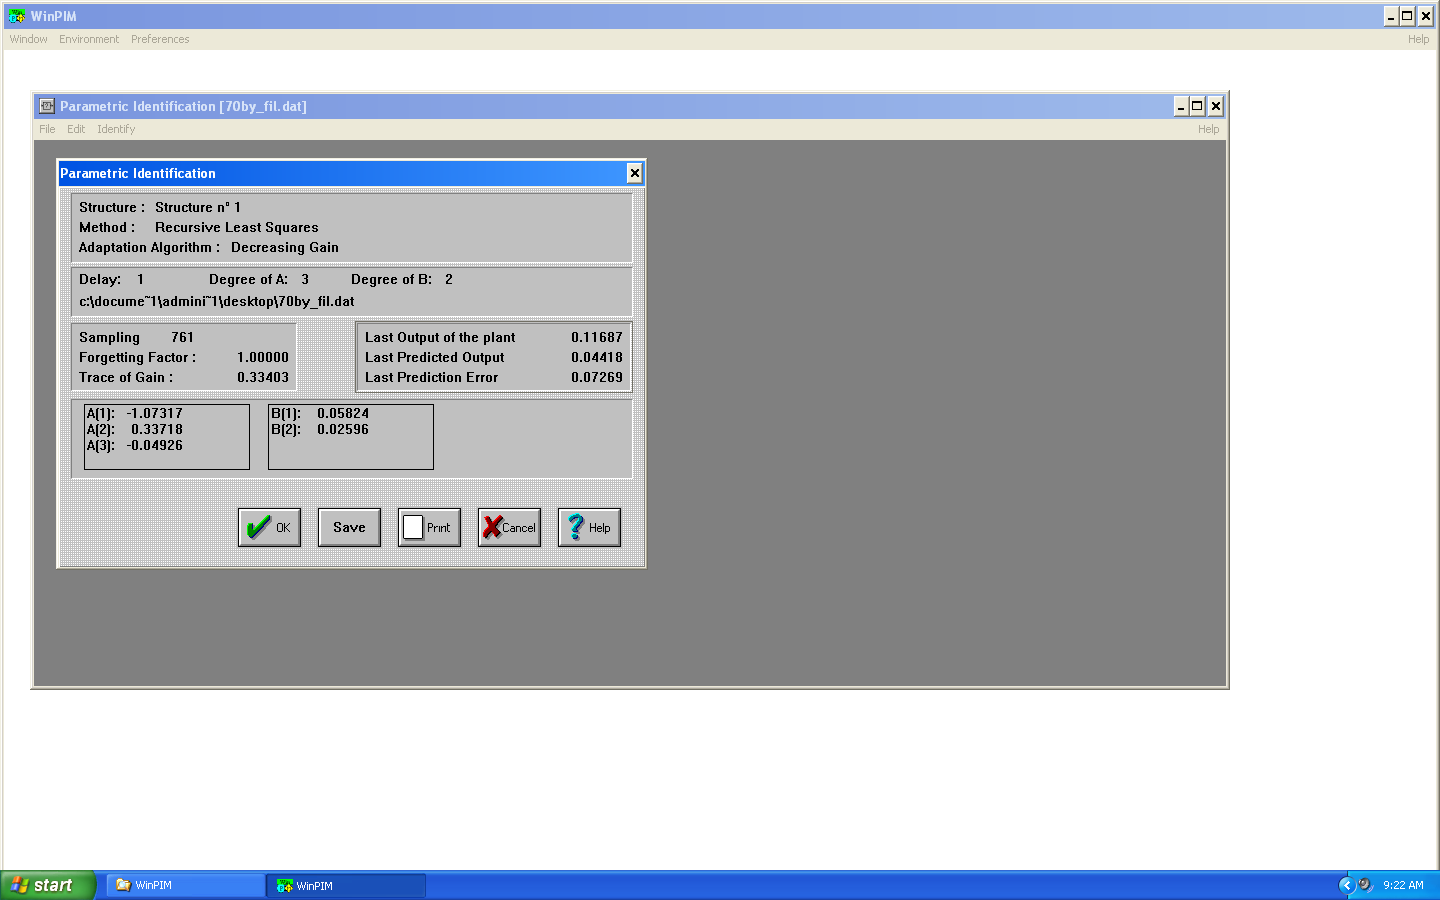 WinPIM
Window Environment Preferences Help
Parametric Identification [70by_fil.dat]
File Edit Identify Help
Parametric Identification
Structure : Structure n° 1
Method : Recursive Least Squares
Adaptation Algorithm : Decreasing Gain
Delay: 1 Degree of A: 3 Degree of B: 2
c:\docume~1\admini~1\desktop\70by_fil.dat
Sampling 761
Forgetting Factor : 1.00000
Trace of Gain : 0.33403
Last Output of the plant 0.11687
Last Predicted Output 0.04418
Last Prediction Error 0.07269
A(1): -1.07317
A(2): 0.33718
A(3): -0.04926
B(1): 0.05824
B(2): 0.02596
OK Save Print Cancel Help
start WinPIM WinPIM 9:22 AM